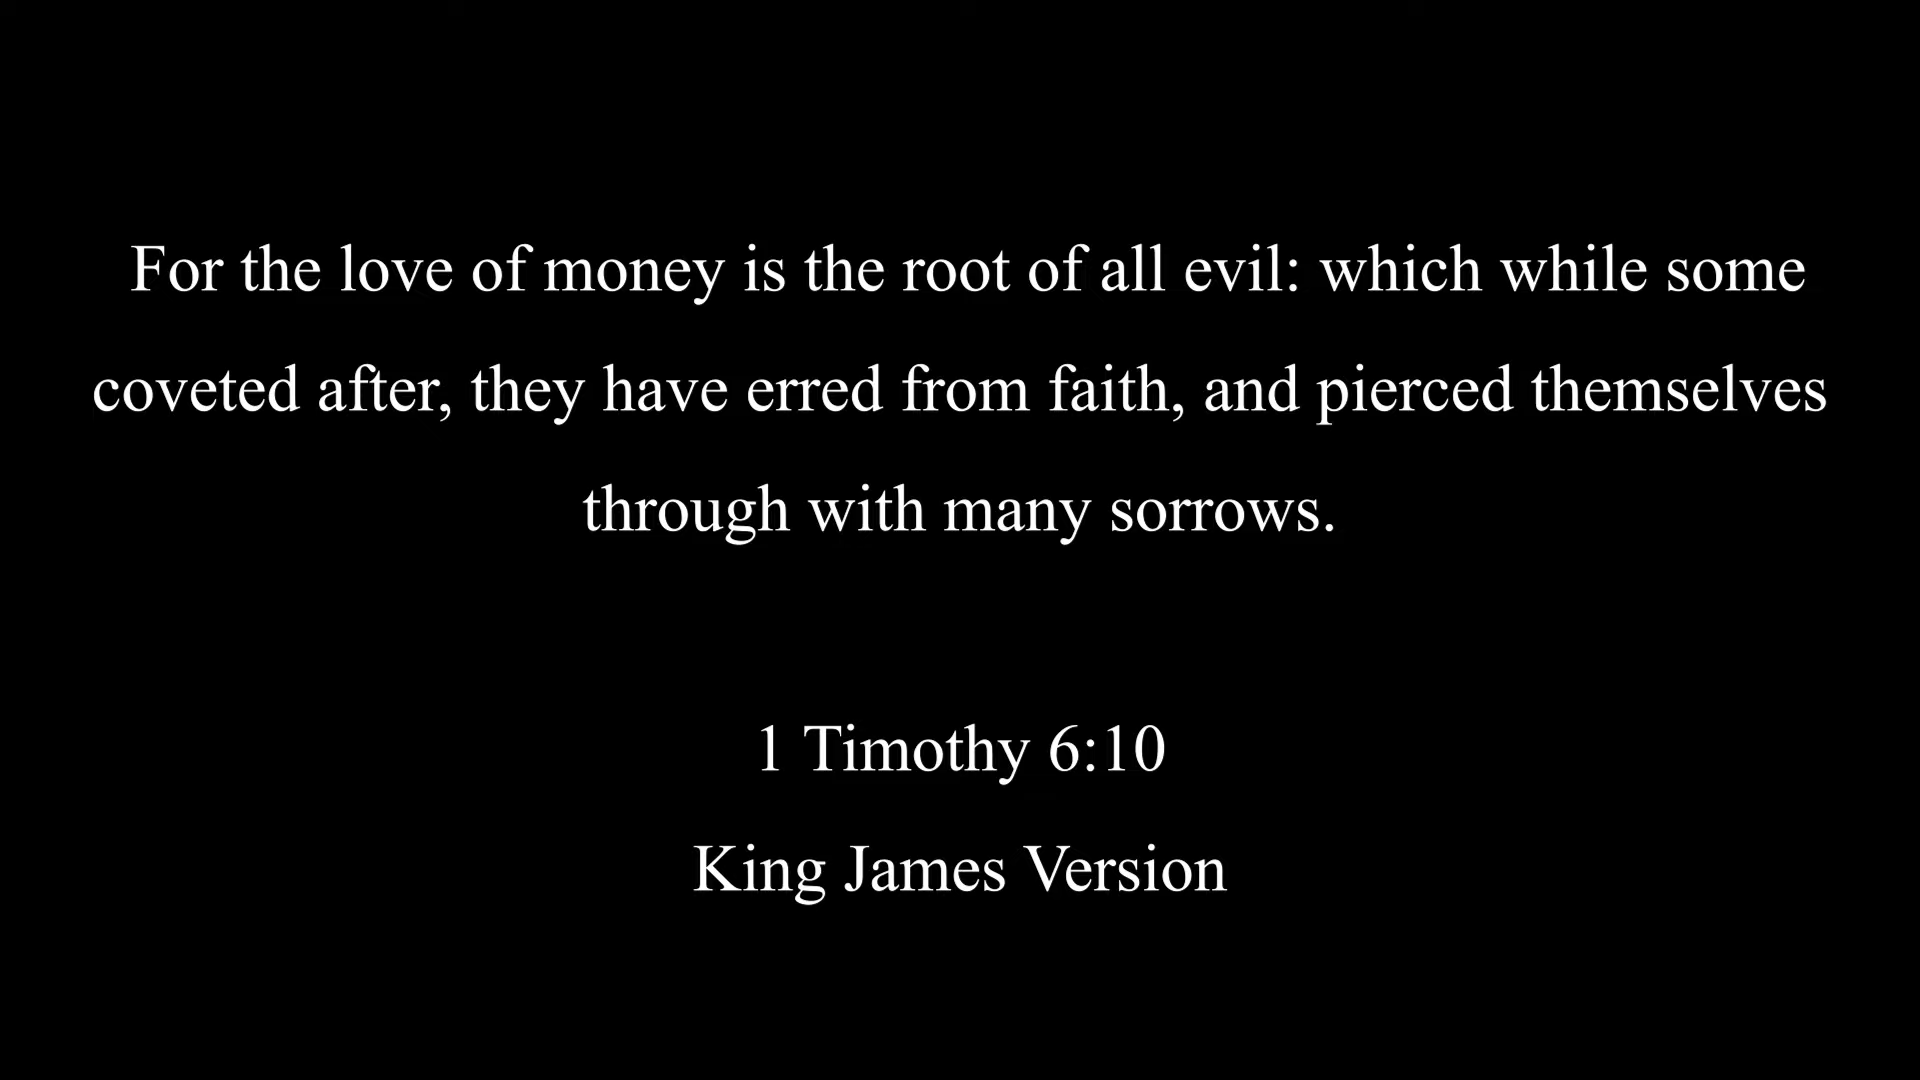 For the love of money is the root of all evil: which while some
coveted after, they have erred from faith, and pierced themselves
through with many sorrows.
1 Timothy 6:10
King James Version